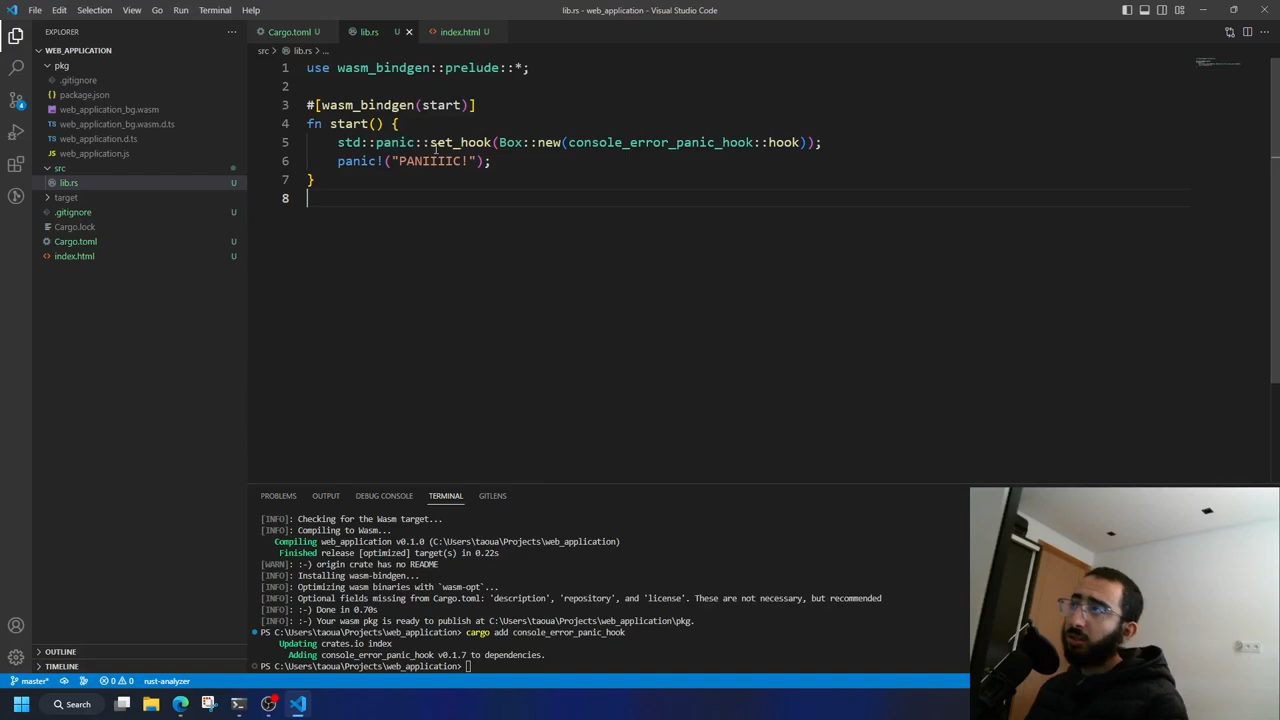 File Edit Selection View Go Run Terminal Help
lib.rs - web_application - Visual Studio Code
EXPLORER
WEB_APPLICATION
pkg
.gitignore
package.json
web_application_bg.wasm
web_application_bg.wasm.d.ts
web_application.d.ts
web_application.js
src
lib.rs U
target
.gitignore U
Cargo.lock
Cargo.toml U
index.html U
OUTLINE
TIMELINE
4
Cargo.toml U lib.rs U index.html U
src lib.rs ...
1 use wasm_bindgen::prelude::*;
2
3 #[wasm_bindgen(start)]
4 fn start() {
5 std::panic::set_hook(Box::new(console_error_panic_hook::hook));
6 panic!("PANIIIIC!");
7 }
8
PROBLEMS OUTPUT DEBUG CONSOLE TERMINAL GITLENS
[INFO]: Checking for the Wasm target...
[INFO]: Compiling to Wasm...
Compiling web_application v0.1.0 (C:\Users\taoua\Projects\web_application)
Finished release [optimized] target(s) in 0.22s
[WARN]: :-) origin crate has no README
[INFO]: Installing wasm-bindgen...
[INFO]: Optimizing wasm binaries with `wasm-opt`...
[INFO]: Optional fields missing from Cargo.toml: 'description', 'repository', and 'license'. These are not necessary, but recommended
[INFO]: :-) Done in 0.70s
[INFO]: :-) Your wasm pkg is ready to publish at C:\Users\taoua\Projects\web_application\pkg.
PS C:\Users\taoua\Projects\web_application> cargo add console_error_panic_hook
Updating crates.io index
Adding console_error_panic_hook v0.1.7 to dependencies.
PS C:\Users\taoua\Projects\web_application>
master* 0 0 rust-analyzer
Search